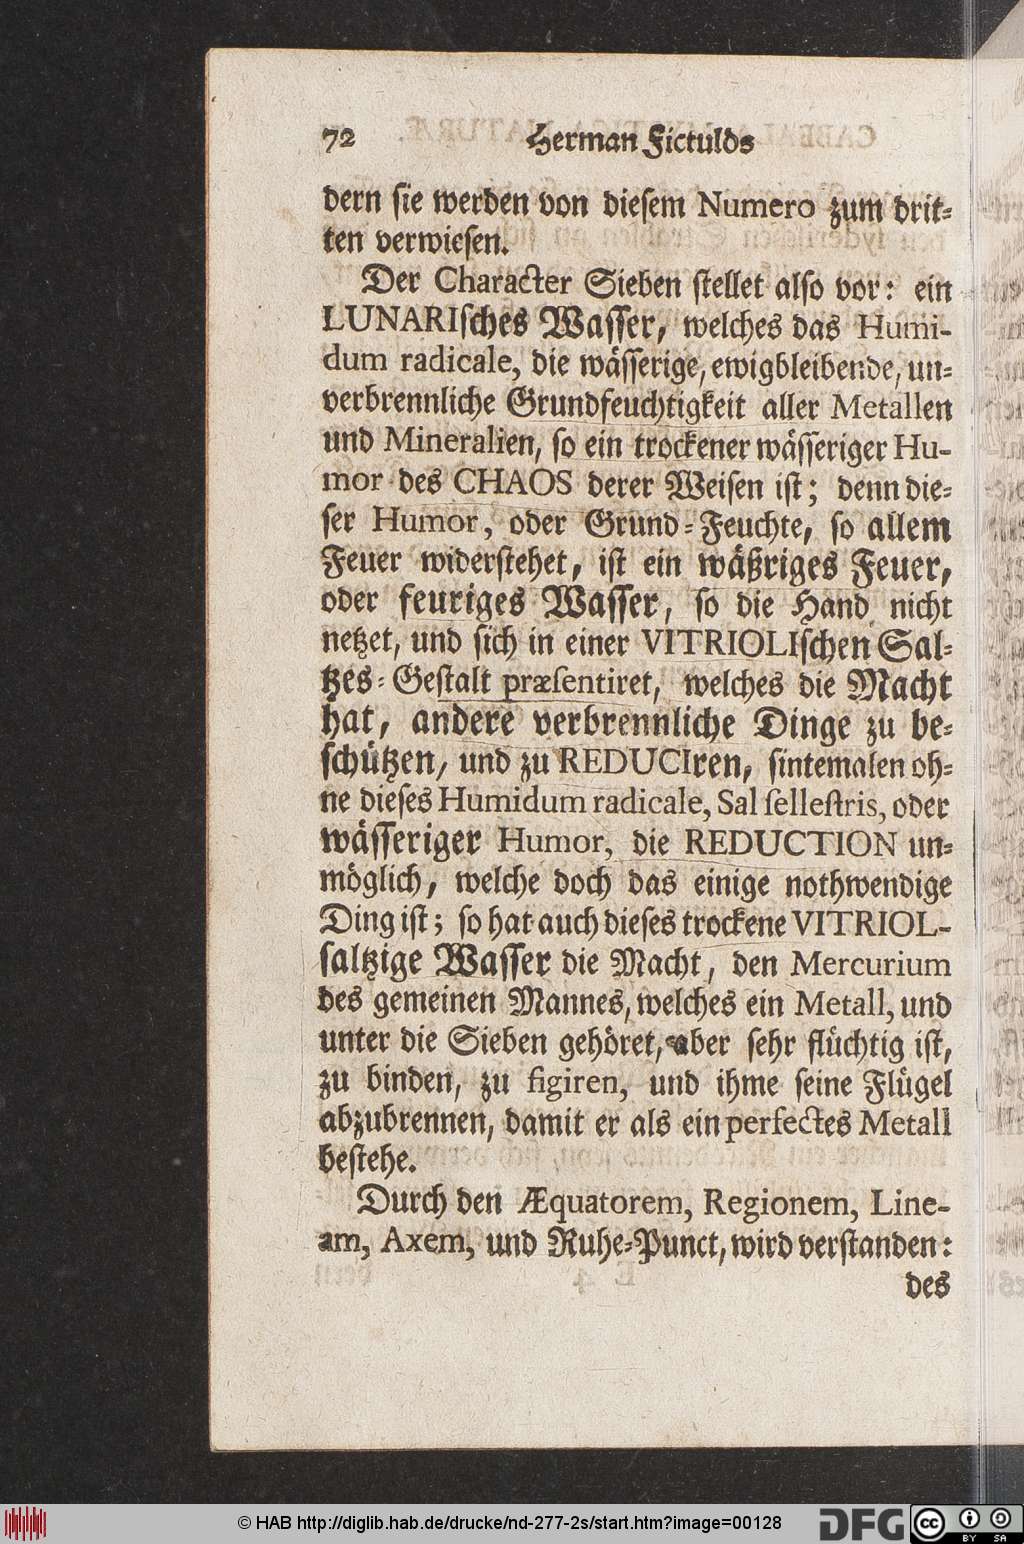 72 Herman Fictulds
dern sie werden von diesem Numero zum drit-
ten verwiesen.
Der Character Sieben stellet also vor: ein
LUNARIsches Wasser, welches das Humi-
dum radicale, die wässerige, ewigbleibende, un-
verbrennliche Grundfeuchtigkeit aller Metallen
und Mineralien, so ein trockener wässeriger Hu-
mor des CHAOS derer Weisen ist; denn die-
ser Humor, oder Grund-Feuchte, so allem
Feuer widerstehet, ist ein wäßriges Feuer,
oder feuriges Wasser, so die Hand nicht
netzet, und sich in einer VITRIOLIschen Sal-
tzes-Gestalt præsentiret, welches die Macht
hat, andere verbrennliche Dinge zu be-
schützen, und zu REDUCIren, sintemalen oh-
ne dieses Humidum radicale, Sal sellestris, oder
wässeriger Humor, die REDUCTION un-
möglich, welche doch das einige nothwendige
Ding ist; so hat auch dieses trockene VITRIOL-
saltzige Wasser die Macht, den Mercurium
des gemeinen Mannes, welches ein Metall, und
unter die Sieben gehöret, aber sehr flüchtig ist,
zu binden, zu figiren, und ihme seine Flügel
abzubrennen, damit er als ein perfectes Metall
bestehe.
Durch den Æquatorem, Regionem, Line-
am, Axem, und Ruhe-Punct, wird verstanden:
des
© HAB http://diglib.hab.de/drucke/nd-277-2s/start.htm?image=00128
DFG
cc BY SA